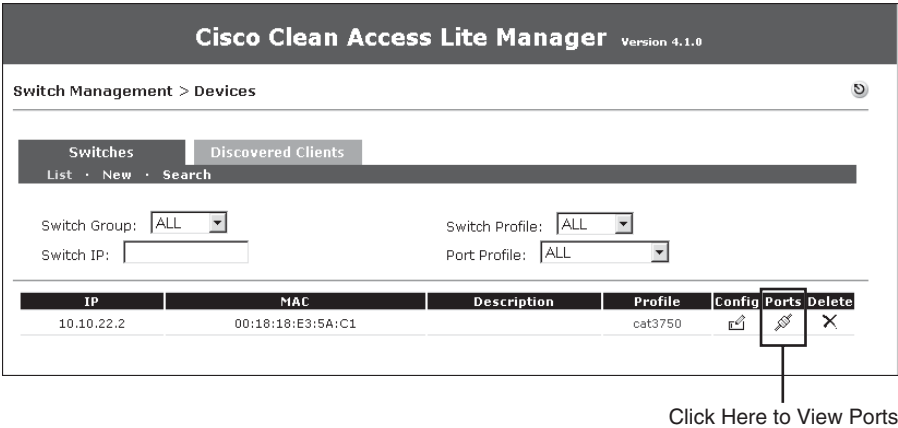 Cisco Clean Access Lite Manager Version 4.1.0
Switch Management > Devices
Switches Discovered Clients
List · New · Search
Switch Group: ALL Switch Profile: ALL
Switch IP: Port Profile: ALL
IP MAC Description Profile Config Ports Delete
10.10.22.2 00:18:18:E3:5A:C1 cat3750
Click Here to View Ports